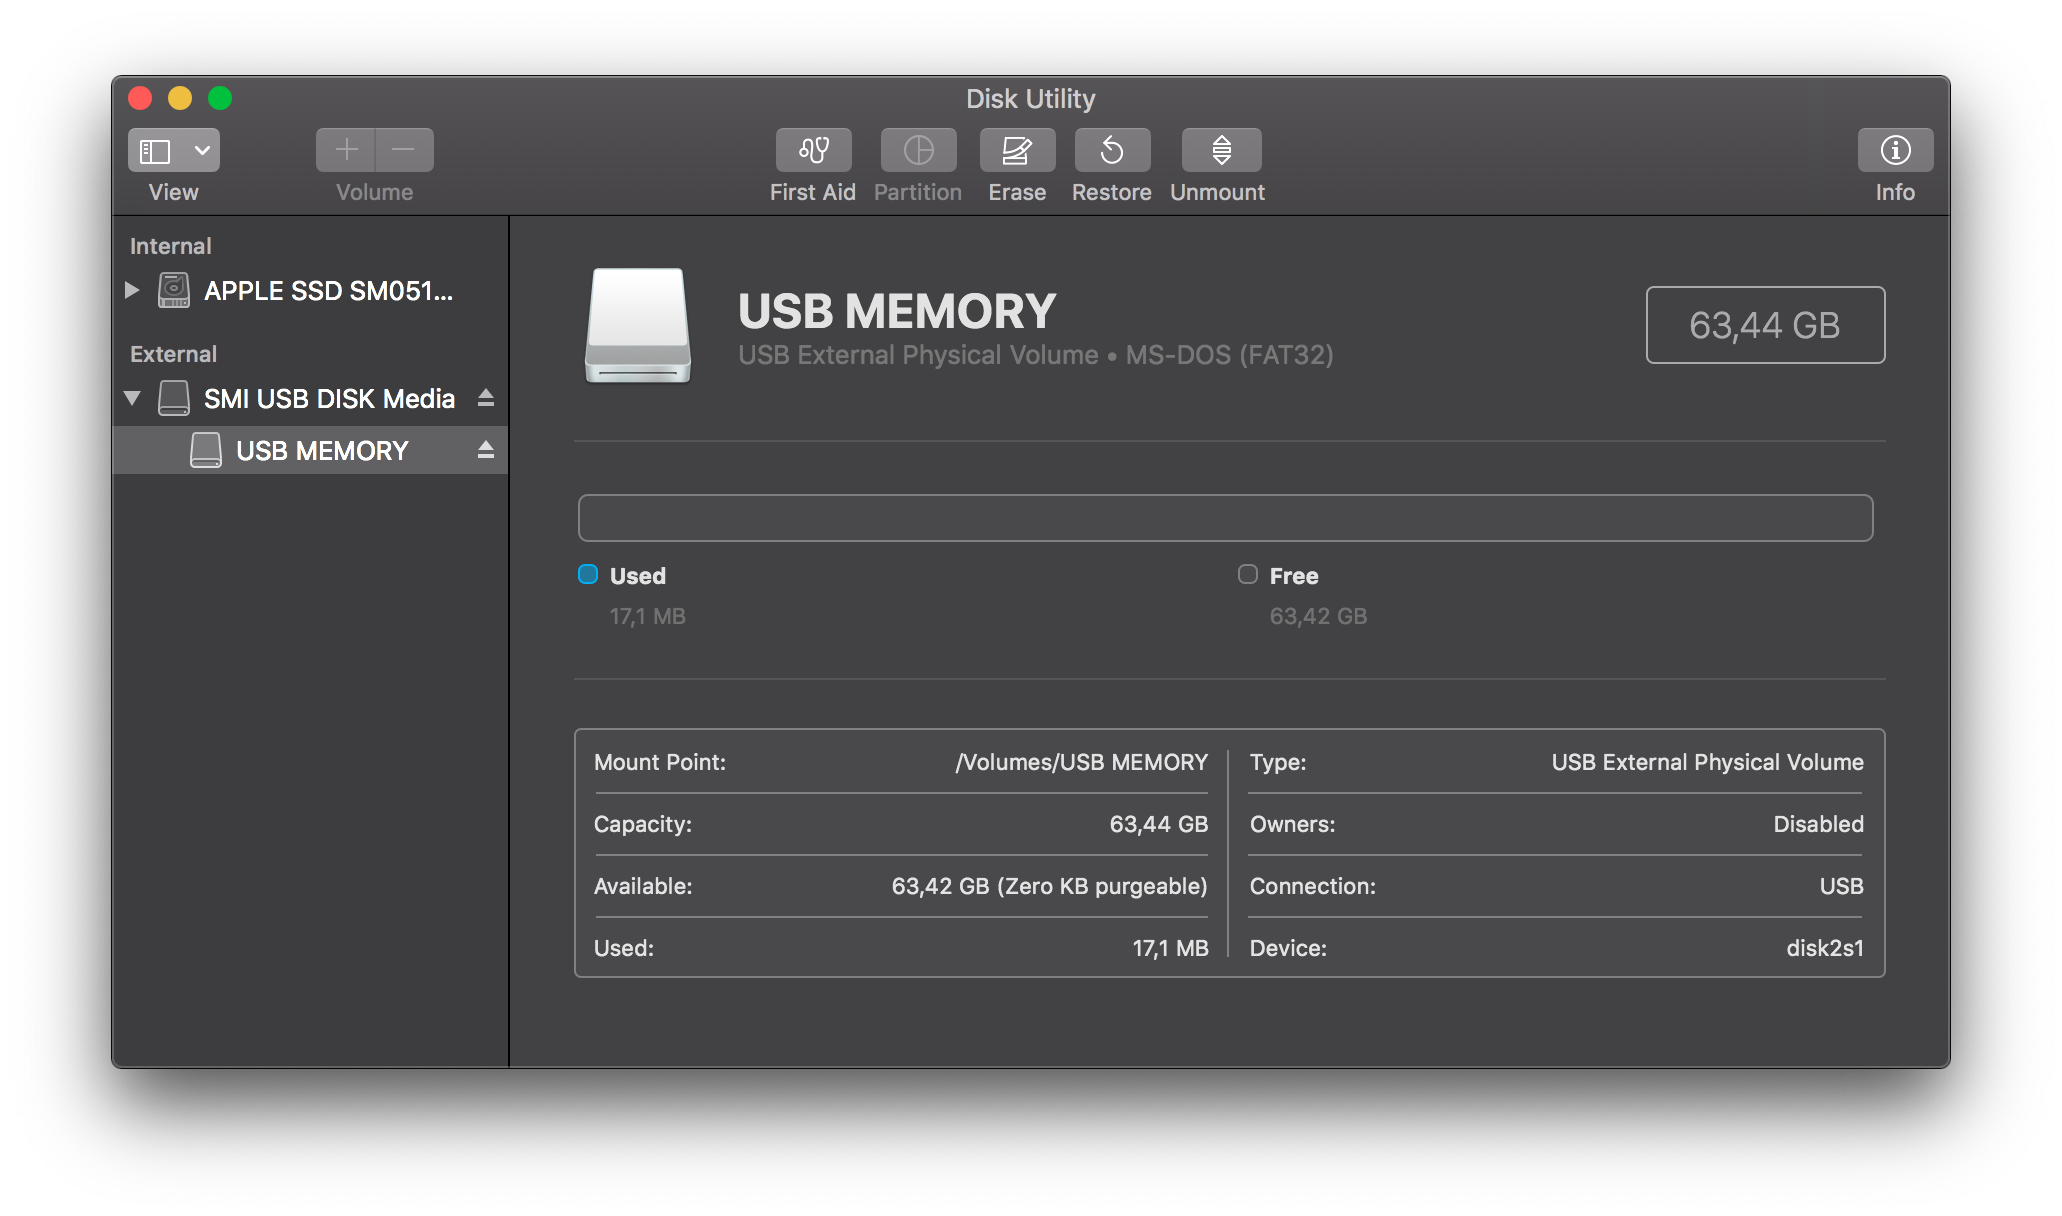 Disk Utility
View
Volume
First Aid
Partition
Erase
Restore
Unmount
Info
Internal
APPLE SSD SM051...
External
SMI USB DISK Media
USB MEMORY
USB MEMORY
USB External Physical Volume • MS-DOS (FAT32)
63,44 GB
Used
17,1 MB
Free
63,42 GB
Mount Point: /Volumes/USB MEMORY
Capacity: 63,44 GB
Available: 63,42 GB (Zero KB purgeable)
Used: 17,1 MB
Type: USB External Physical Volume
Owners: Disabled
Connection: USB
Device: disk2s1